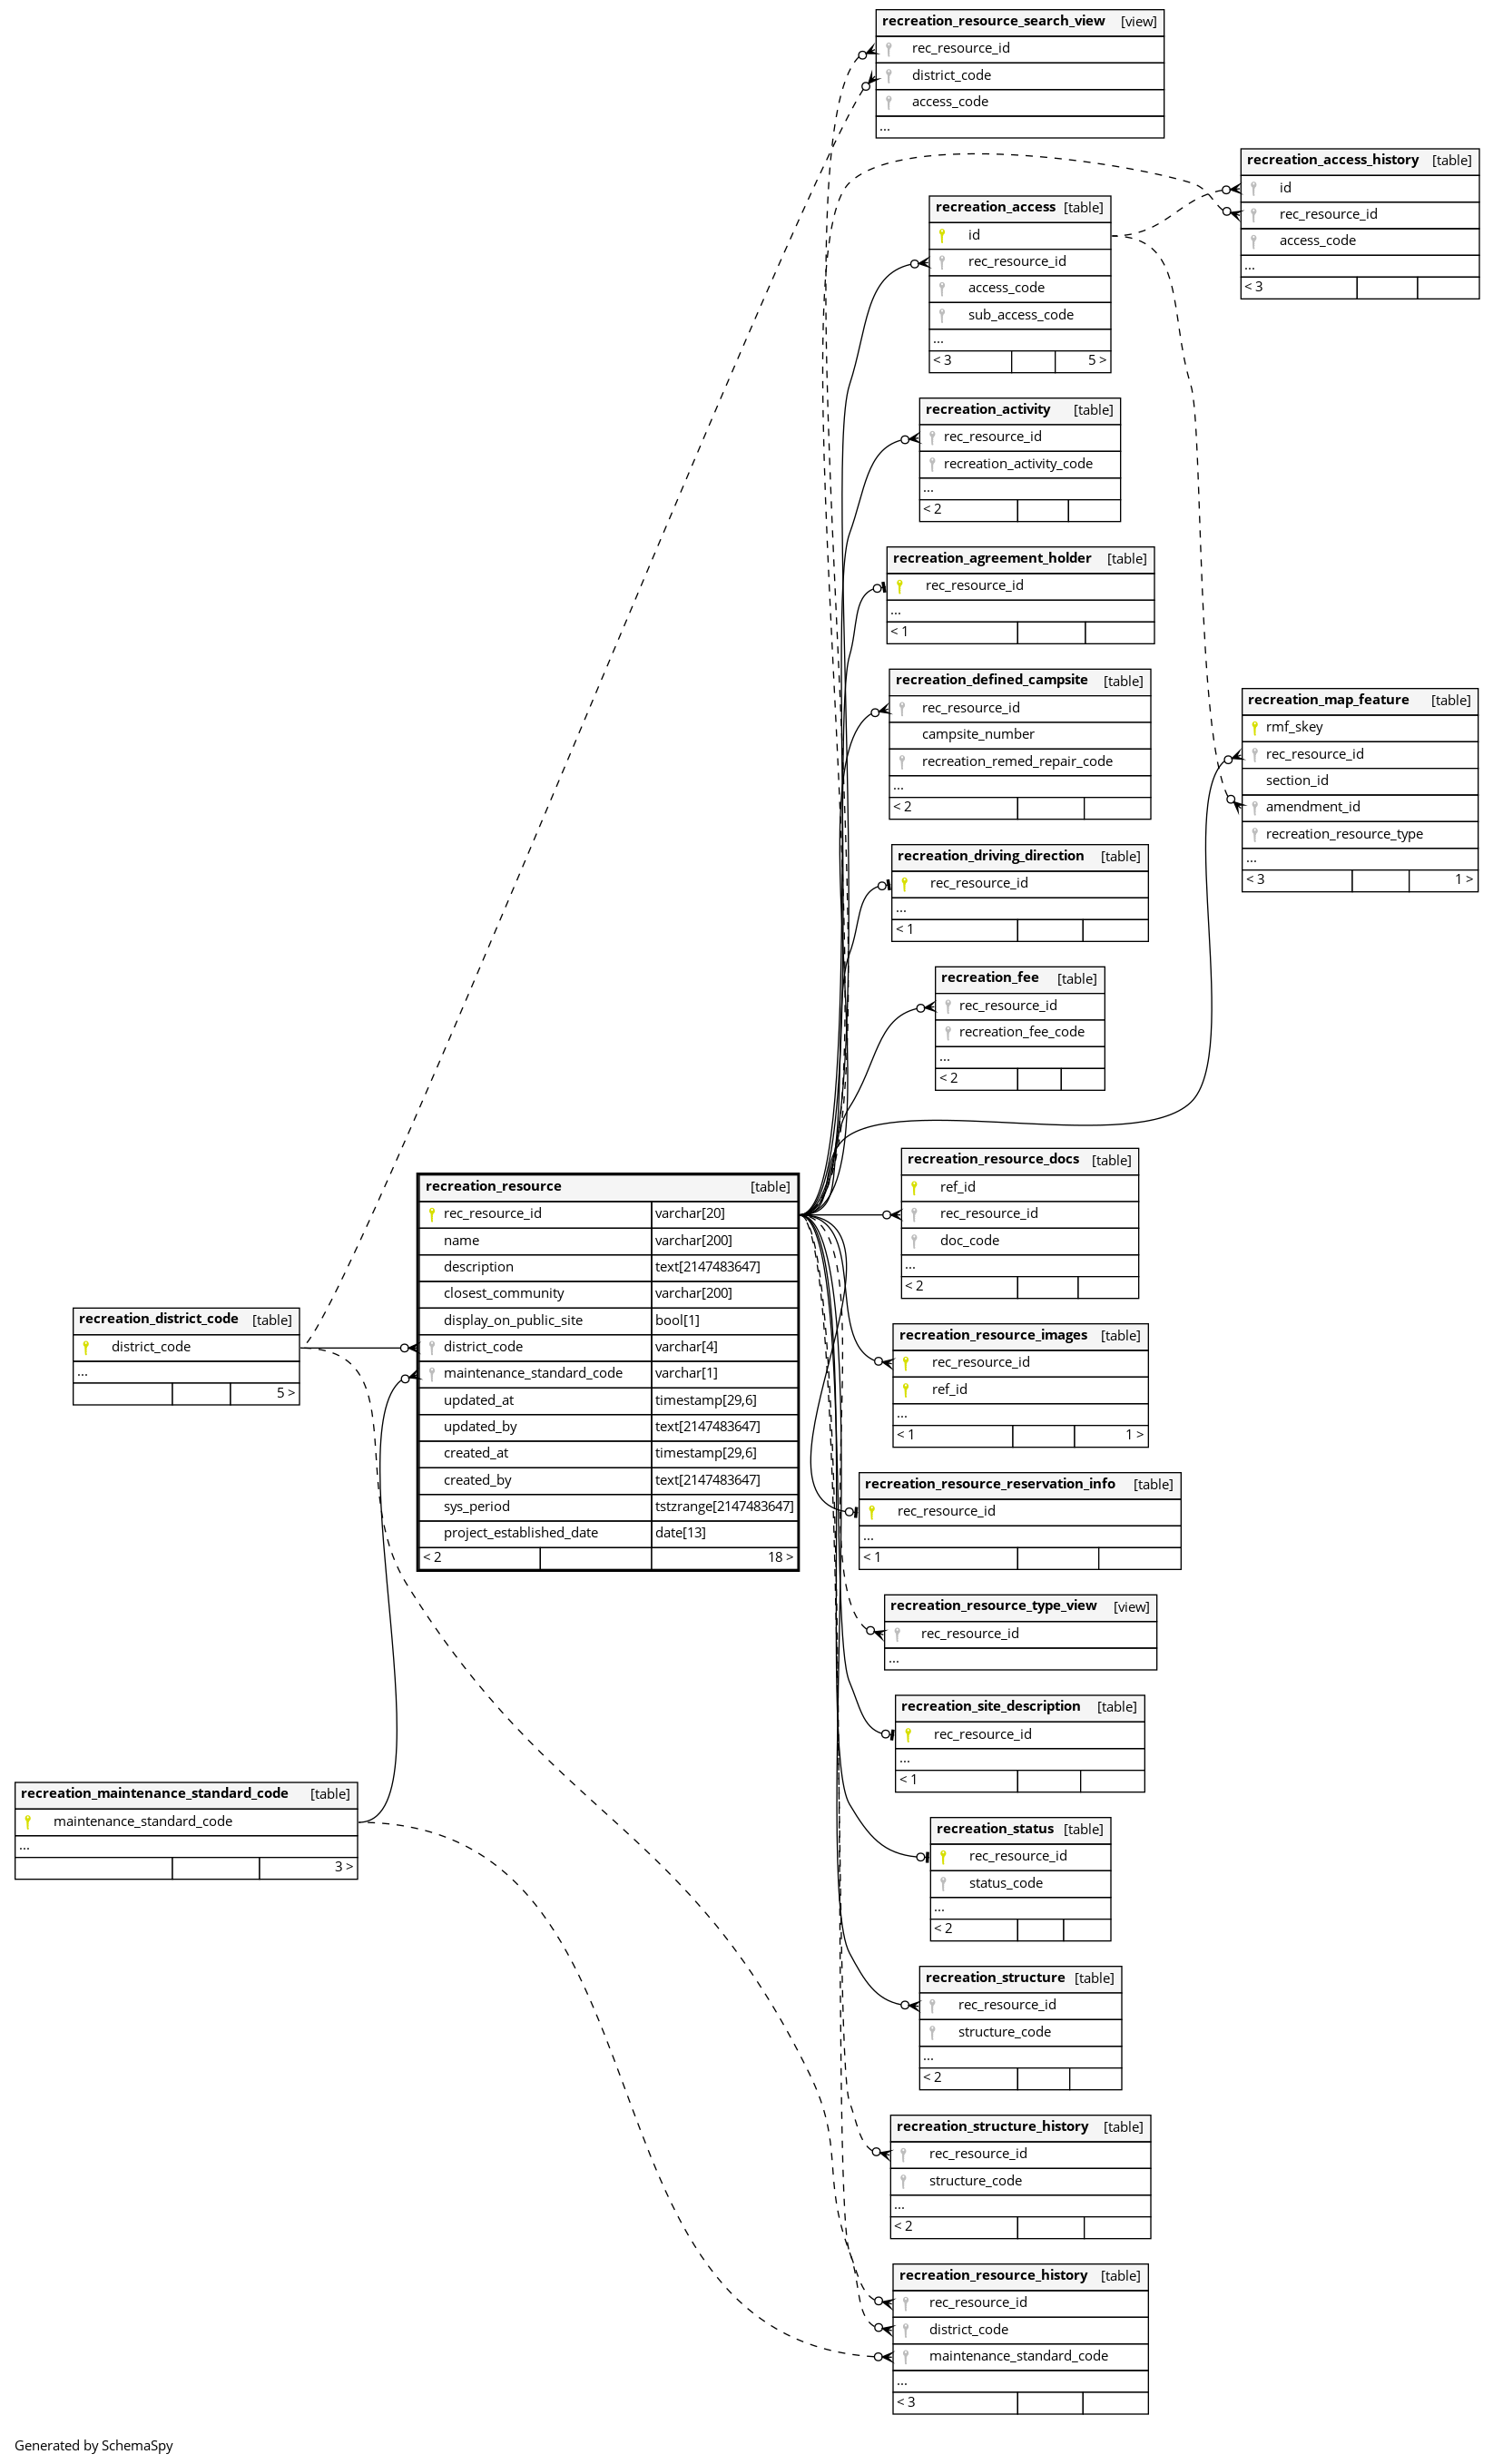 recreation_resource_search_view [view]
rec_resource_id
district_code
access_code
...
recreation_access_history [table]
id
rec_resource_id
access_code
...
< 3
recreation_access [table]
id
rec_resource_id
access_code
sub_access_code
...
< 3 5 >
recreation_activity [table]
rec_resource_id
recreation_activity_code
...
< 2
recreation_agreement_holder [table]
rec_resource_id
...
< 1
recreation_defined_campsite [table]
rec_resource_id
campsite_number
recreation_remed_repair_code
...
< 2
recreation_map_feature [table]
rmf_skey
rec_resource_id
section_id
amendment_id
recreation_resource_type
...
< 3 1 >
recreation_driving_direction [table]
rec_resource_id
...
< 1
recreation_fee [table]
rec_resource_id
recreation_fee_code
...
< 2
recreation_resource_docs [table]
ref_id
rec_resource_id
doc_code
...
< 2
recreation_resource [table]
rec_resource_id varchar[20]
name varchar[200]
description text[2147483647]
closest_community varchar[200]
display_on_public_site bool[1]
district_code varchar[4]
maintenance_standard_code varchar[1]
updated_at timestamp[29,6]
updated_by text[2147483647]
created_at timestamp[29,6]
created_by text[2147483647]
sys_period tstzrange[2147483647]
project_established_date date[13]
< 2 18 >
recreation_district_code [table]
district_code
...
5 >
recreation_resource_images [table]
rec_resource_id
ref_id
...
< 1 1 >
recreation_resource_reservation_info [table]
rec_resource_id
...
< 1
recreation_resource_type_view [view]
rec_resource_id
...
recreation_site_description [table]
rec_resource_id
...
< 1
recreation_maintenance_standard_code [table]
maintenance_standard_code
...
3 >
recreation_status [table]
rec_resource_id
status_code
...
< 2
recreation_structure [table]
rec_resource_id
structure_code
...
< 2
recreation_structure_history [table]
rec_resource_id
structure_code
...
< 2
recreation_resource_history [table]
rec_resource_id
district_code
maintenance_standard_code
...
< 3
Generated by SchemaSpy